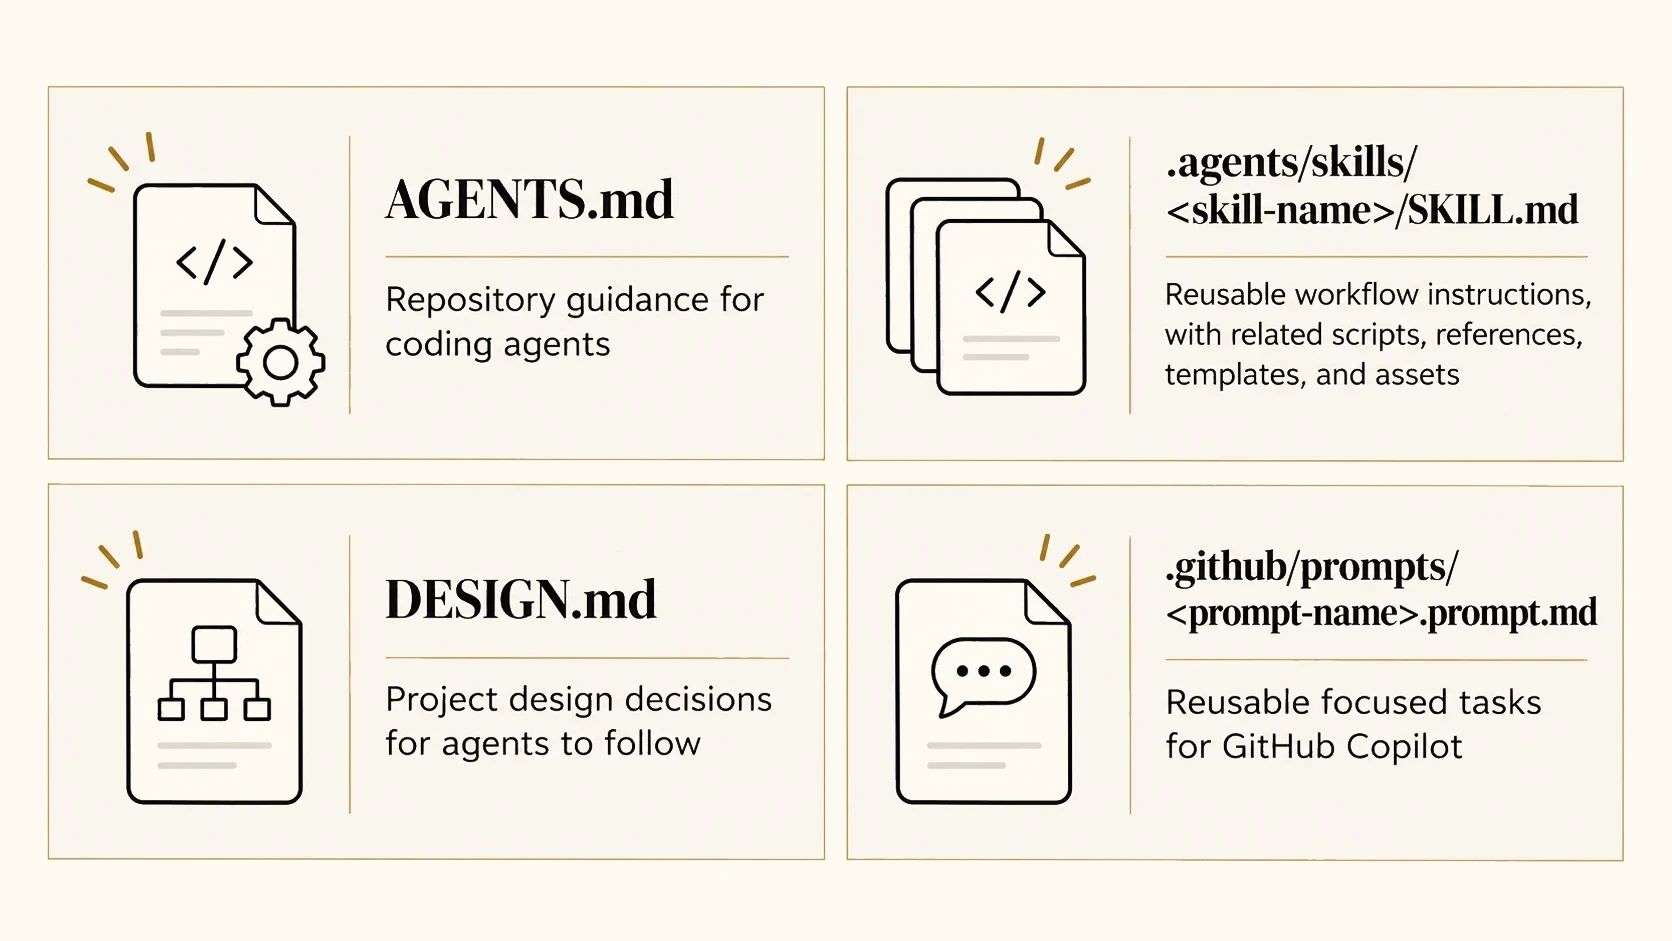 AGENTS.md
Repository guidance for
coding agents
.agents/skills/
<skill-name>/SKILL.md
Reusable workflow instructions,
with related scripts, references,
templates, and assets
DESIGN.md
Project design decisions
for agents to follow
.github/prompts/
<prompt-name>.prompt.md
Reusable focused tasks
for GitHub Copilot